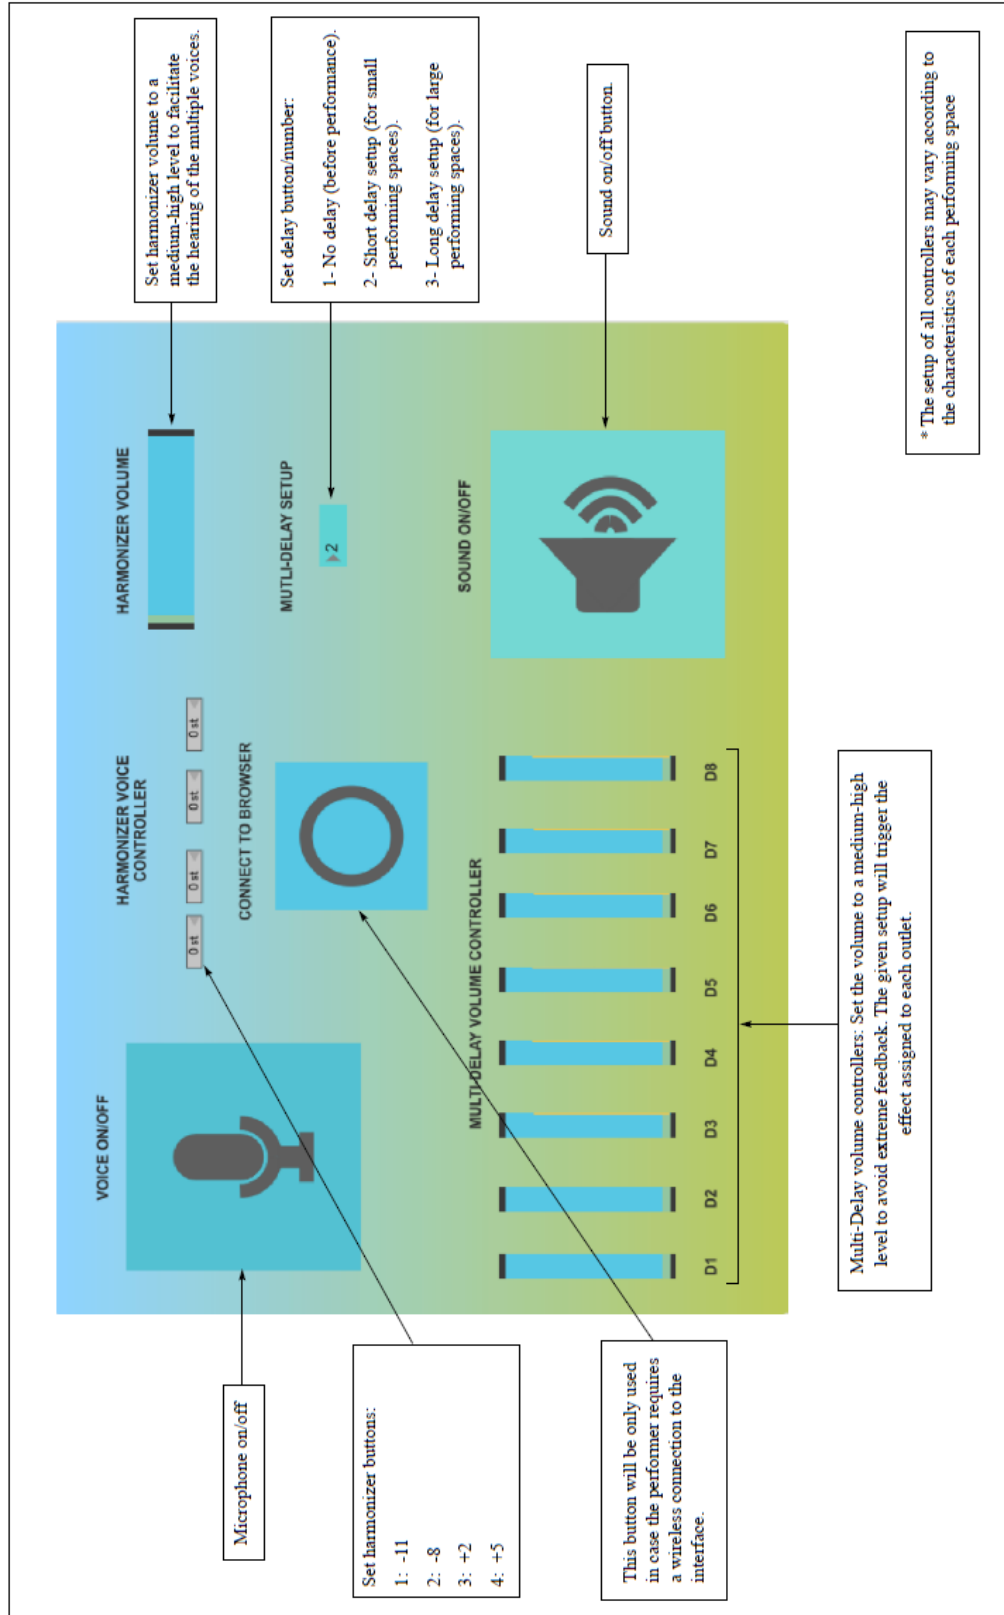 Microphone on/off
Set harmonizer buttons:
1: -11
2: -8
3: +2
4: +5
This button will be only used
in case the performer requires
a wireless connection to the
interface.
VOICE ON/OFF
HARMONIZER VOICE
CONTROLLER
0 st
0 st
0 st
0 st
HARMONIZER VOLUME
CONNECT TO BROWSER
MUTLI-DELAY SETUP
2
MULTI-DELAY VOLUME CONTROLLER
D1 D2 D3 D4 D5 D6 D7 D8
SOUND ON/OFF
Set harmonizer volume to a
medium-high level to facilitate
the hearing of the multiple voices.
Set delay button/number:
1- No delay (before performance).
2- Short delay setup (for small
performing spaces).
3- Long delay setup (for large
performing spaces).
Sound on/off button.
Multi-Delay volume controllers: Set the volume to a medium-high
level to avoid extreme feedback. The given setup will trigger the
effect assigned to each outlet.
* The setup of all controllers may vary according to
the characteristics of each performing space